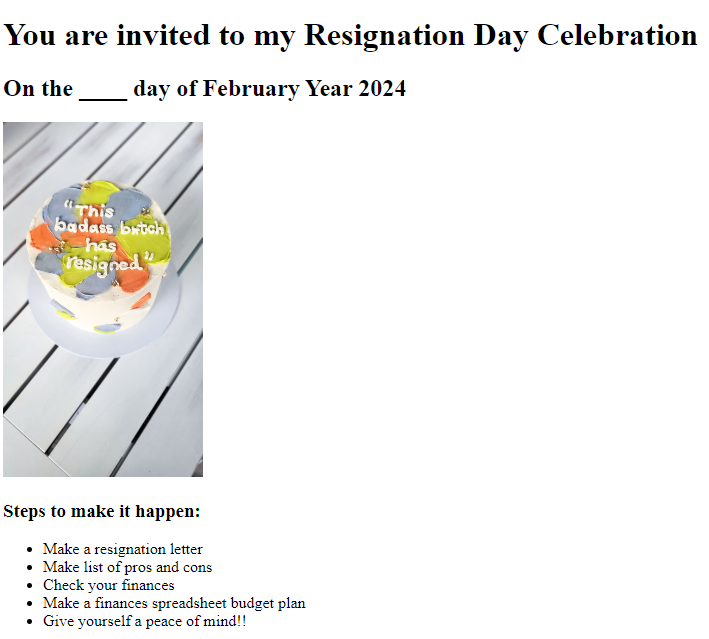 You are invited to my Resignation Day Celebration
On the ____ day of February Year 2024
“This
badass bitch
has
resigned”
Steps to make it happen:
• Make a resignation letter
• Make list of pros and cons
• Check your finances
• Make a finances spreadsheet budget plan
• Give yourself a peace of mind!!